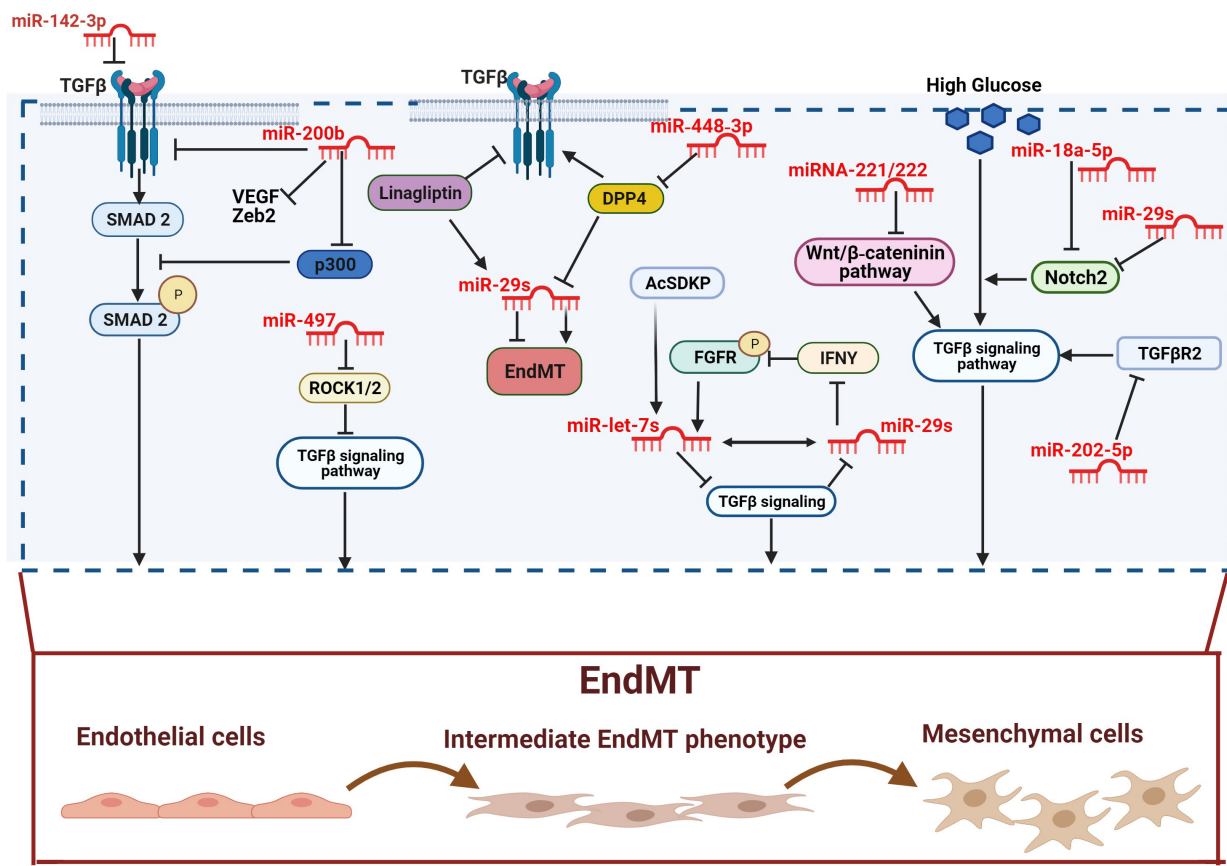 miR-142-3p
TGFβ
miR-200b
VEGF
Zeb2
SMAD 2
p300
P
SMAD 2
miR-497
ROCK1/2
TGFβ signaling
pathway
TGFβ
miR-448-3p
Linagliptin
DPP4
miR-29s
EndMT
AcSDKP
FGFR
P
IFNY
miR-let-7s
miR-29s
TGFβ signaling
High Glucose
miR-18a-5p
miRNA-221/222
miR-29s
Wnt/β-cateninin
pathway
Notch2
TGFβ signaling
pathway
TGFβR2
miR-202-5p
EndMT
Endothelial cells
Intermediate EndMT phenotype
Mesenchymal cells